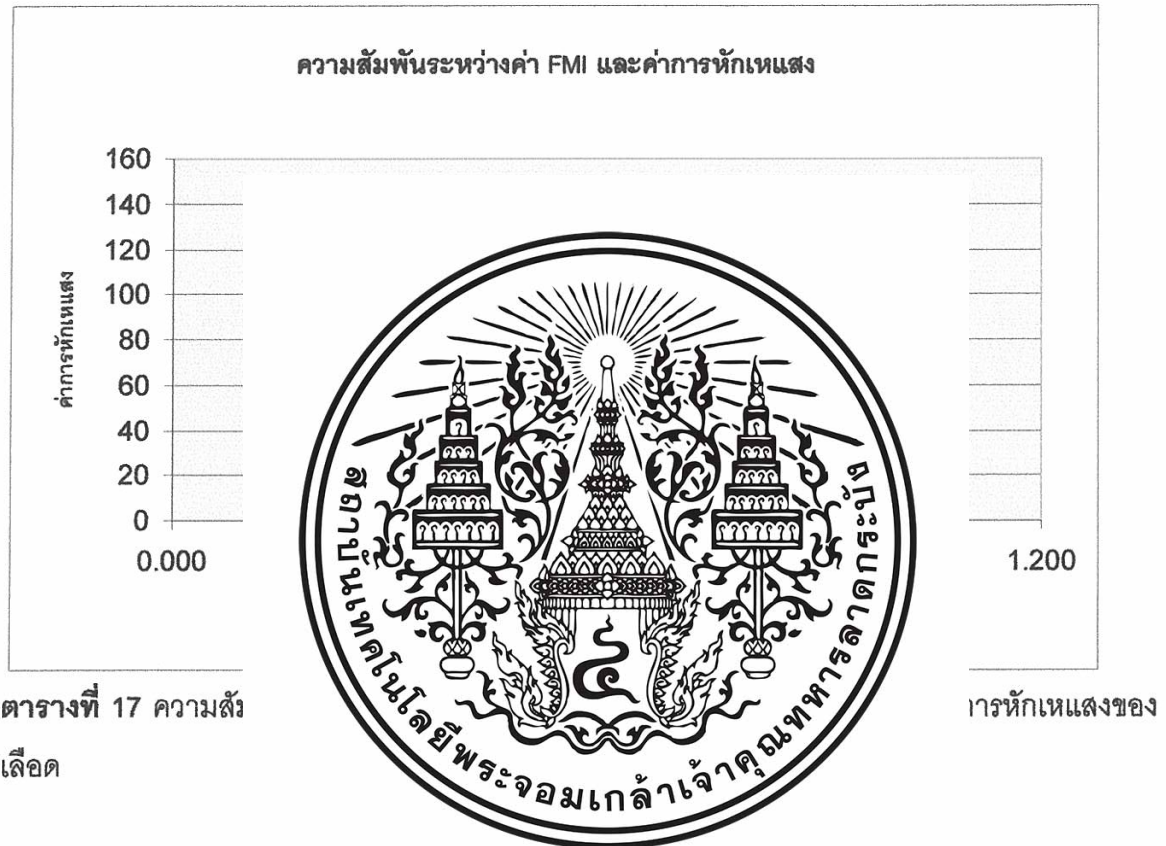 ความสัมพันระหว่างค่า FMI และค่าการหักเหแสง
160
140
120
100
80
60
40
20
0
ค่าการหักเหแสง
0.000
1.200
สถาบันเทคโนโลยีพระจอมเกล้าเจ้าคุณทหารลาดกระบัง
ตารางที่ 17 ความสัม ารหักเหแสงของ
เลือด